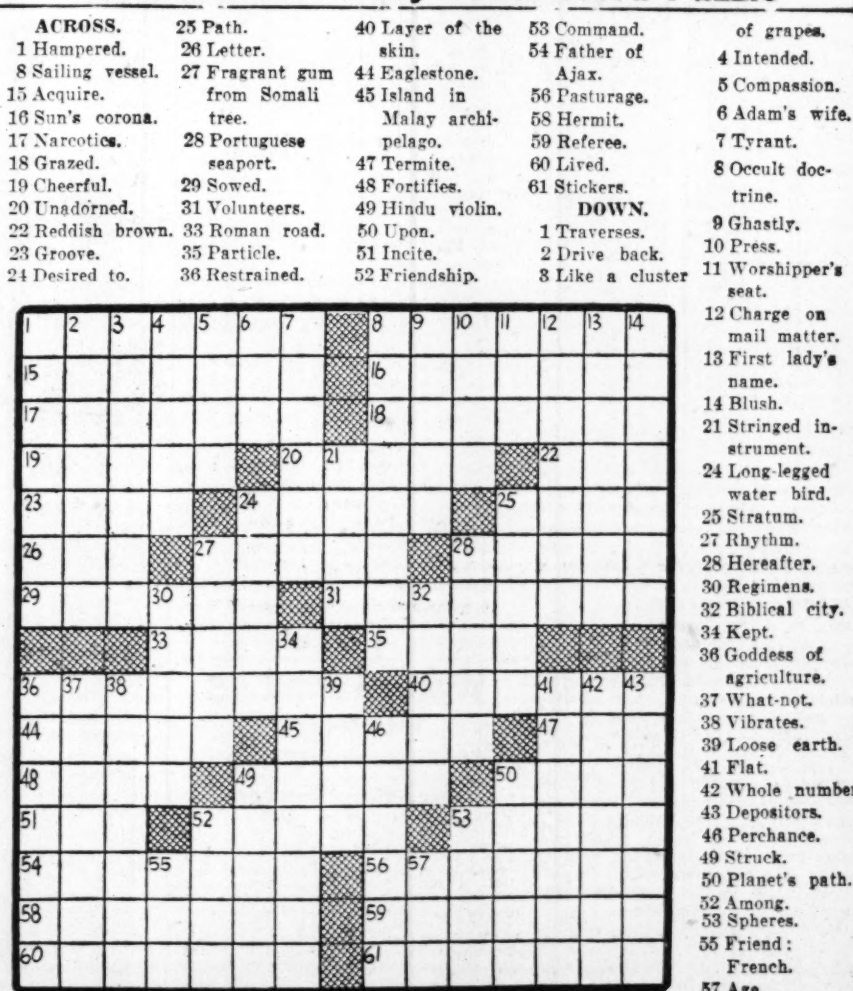 ACROSS.
1 Hampered.
8 Sailing vessel.
15 Acquire.
16 Sun's corona.
17 Narcotics.
18 Grazed.
19 Cheerful.
20 Unadorned.
22 Reddish brown.
23 Groove.
24 Desired to.
25 Path.
26 Letter.
27 Fragrant gum
from Somali
tree.
28 Portuguese
seaport.
29 Sowed.
31 Volunteers.
33 Roman road.
35 Particle.
36 Restrained.
40 Layer of the
skin.
44 Eaglestone.
45 Island in
Malay archi-
pelago.
47 Termite.
48 Fortifies.
49 Hindu violin.
50 Upon.
51 Incite.
52 Friendship.
53 Command.
54 Father of
Ajax.
56 Pasturage.
58 Hermit.
59 Referee.
60 Lived.
61 Stickers.
DOWN.
1 Traverses.
2 Drive back.
8 Like a cluster
of grapes.
4 Intended.
5 Compassion.
6 Adam's wife.
7 Tyrant.
8 Occult doc-
trine.
9 Ghastly.
10 Press.
11 Worshipper's
seat.
12 Charge on
mail matter.
13 First lady's
name.
14 Blush.
21 Stringed in-
strument.
24 Long-legged
water bird.
25 Stratum.
27 Rhythm.
28 Hereafter.
30 Regimens.
32 Biblical city.
34 Kept.
36 Goddess of
agriculture.
37 What-not.
38 Vibrates.
39 Loose earth.
41 Flat.
42 Whole number
43 Depositors.
46 Perchance.
49 Struck.
50 Planet's path.
52 Among.
53 Spheres.
55 Friend:
French.
57 Age.
1 2 3 4 5 6 7 8 9 10 11 12 13 14
15 16
17 18
19 20 21 22
23 24 25
26 27 28
29 30 31 32
33 34 35
36 37 38 39 40 41 42 43
44 45 46 47
48 49 50
51 52 53
54 55 56 57
58 59
60 61